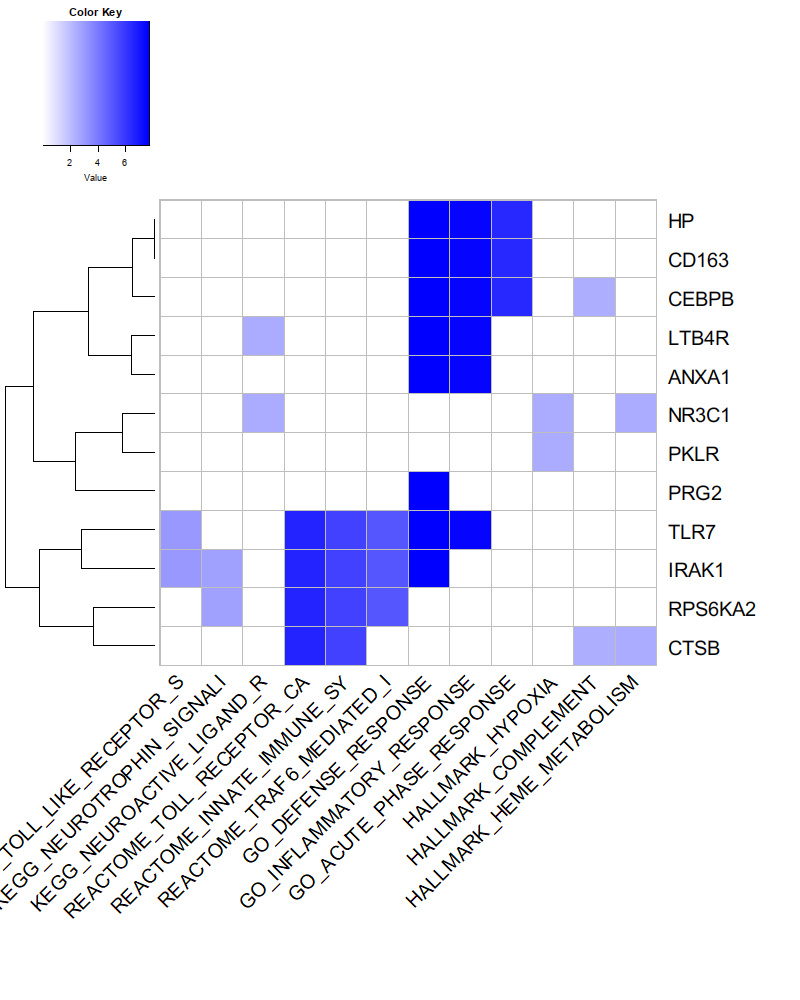 Color Key
2 4 6
Value
HP
CD163
CEBPB
LTB4R
ANXA1
NR3C1
PKLR
PRG2
TLR7
IRAK1
RPS6KA2
CTSB
_TOLL_LIKE_RECEPTOR_S
KEGG_NEUROTROPHIN_SIGNALI
KEGG_NEUROACTIVE_LIGAND_R
REACTOME_TOLL_RECEPTOR_CA
REACTOME_INNATE_IMMUNE_SY
REACTOME_TRAF6_MEDIATED_I
GO_DEFENSE_RESPONSE
GO_INFLAMMATORY_RESPONSE
GO_ACUTE_PHASE_RESPONSE
HALLMARK_HYPOXIA
HALLMARK_COMPLEMENT
HALLMARK_HEME_METABOLISM